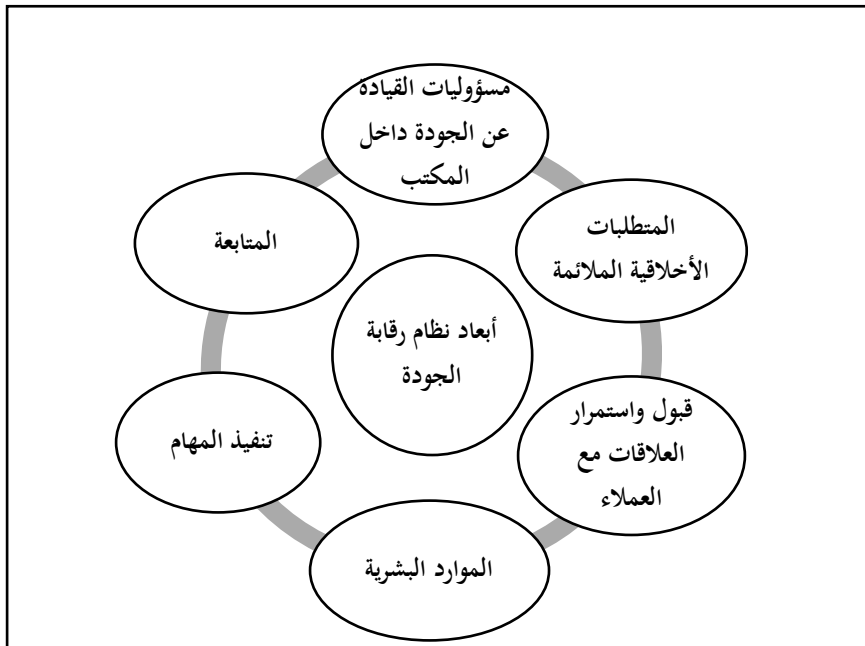 مسؤوليات القيادة
عن الجودة داخل
المكتب
المتطلبات
الأخلاقية الملائمة
المتابعة
أبعاد نظام رقابة
الجودة
قبول واستمرار
العلاقات مع
العملاء
تنفيذ المهام
الموارد البشرية